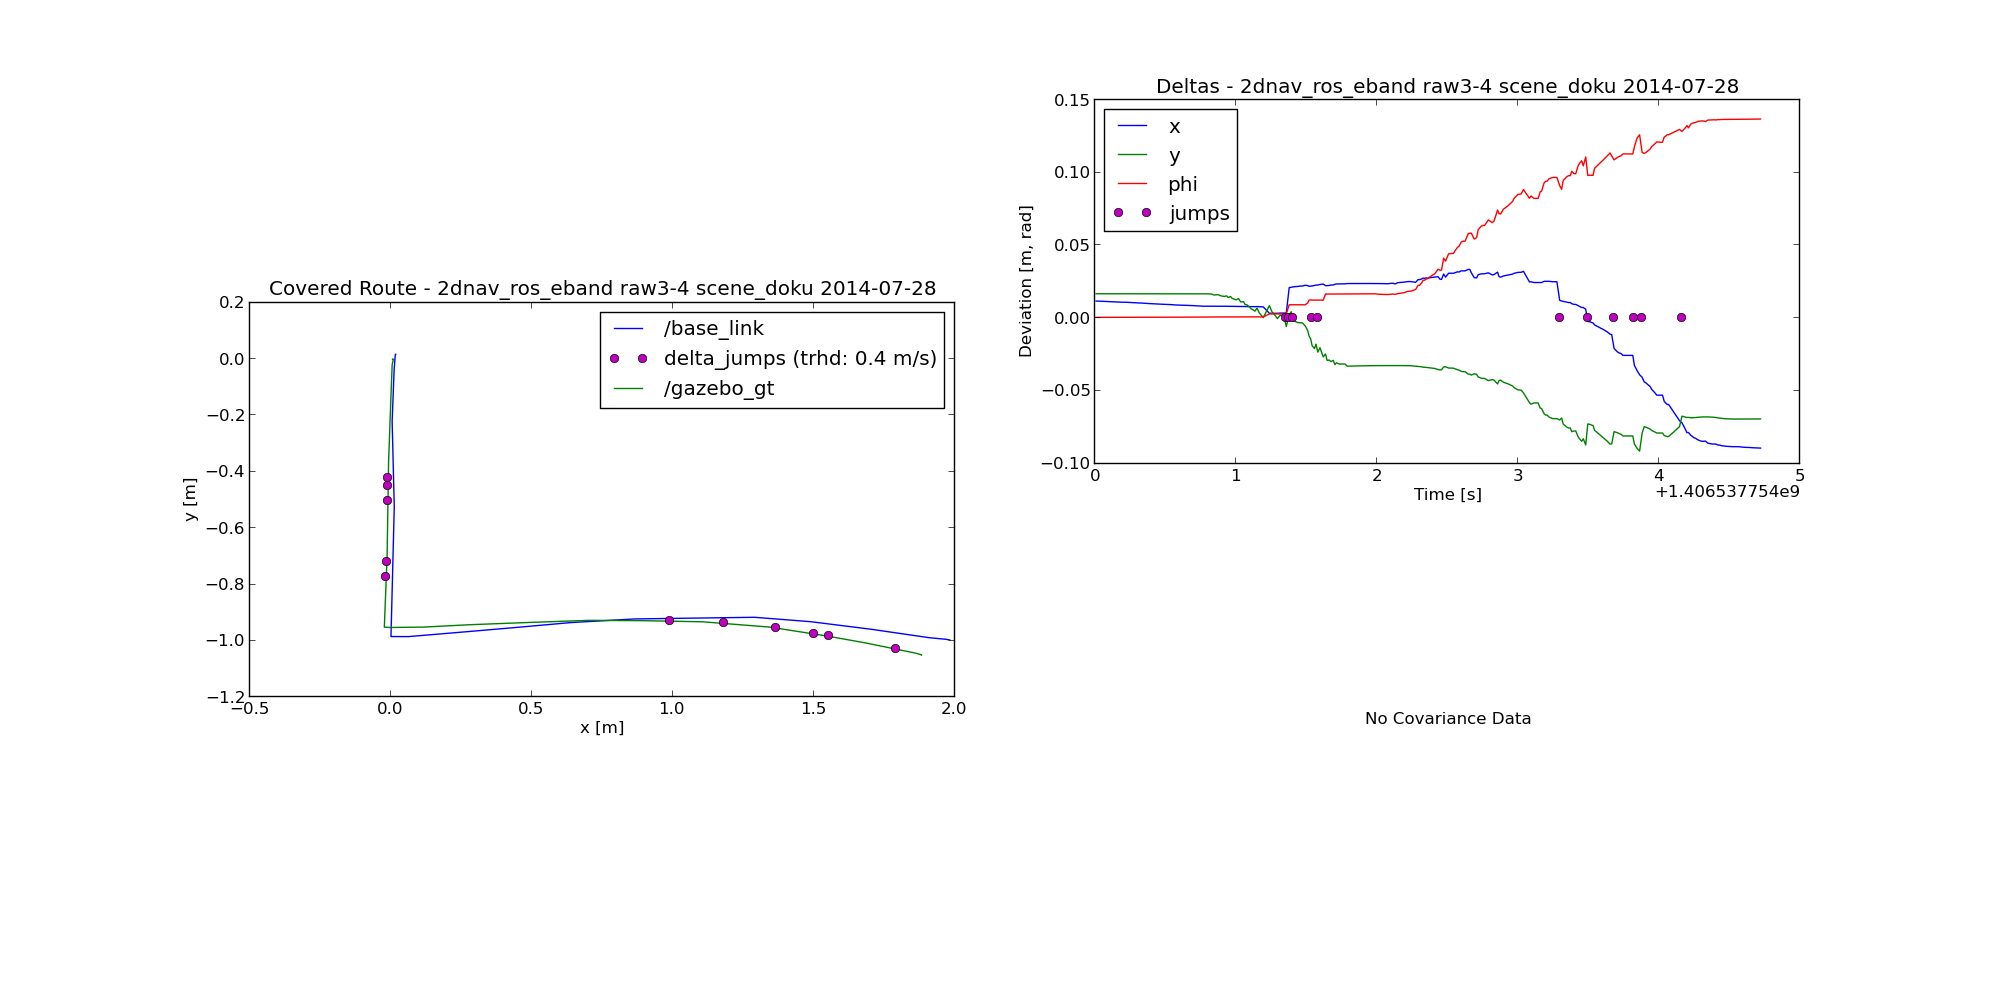 Covered Route - 2dnav_ros_eband raw3-4 scene_doku 2014-07-28
/base_link
delta_jumps (trhd: 0.4 m/s)
/gazebo_gt
0.2
0.0
−0.2
−0.4
−0.6
−0.8
−1.0
−1.2
y [m]
−0.5
0.0
0.5
1.0
1.5
2.0
x [m]
Deltas - 2dnav_ros_eband raw3-4 scene_doku 2014-07-28
x
y
phi
jumps
0.15
0.10
0.05
0.00
−0.05
−0.10
Deviation [m, rad]
0
1
2
3
4
5
Time [s]
+1.406537754e9
No Covariance Data